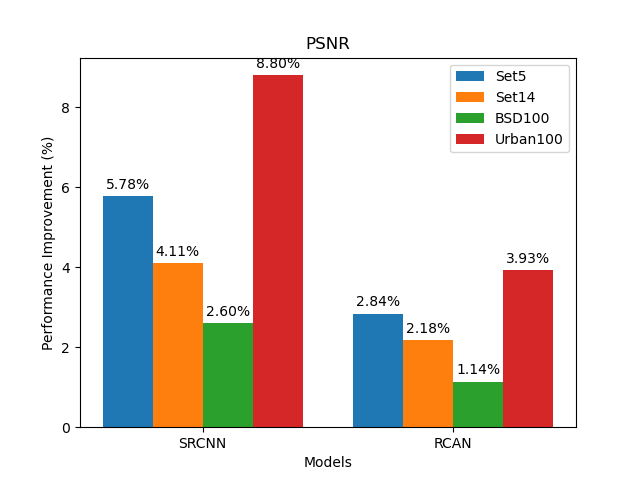 PSNR
8.80%
Set5
Set14
BSD100
Urban100
8
6
4
2
0
Performance Improvement (%)
5.78%
4.11%
2.60%
2.84%
2.18%
1.14%
3.93%
SRCNN
RCAN
Models